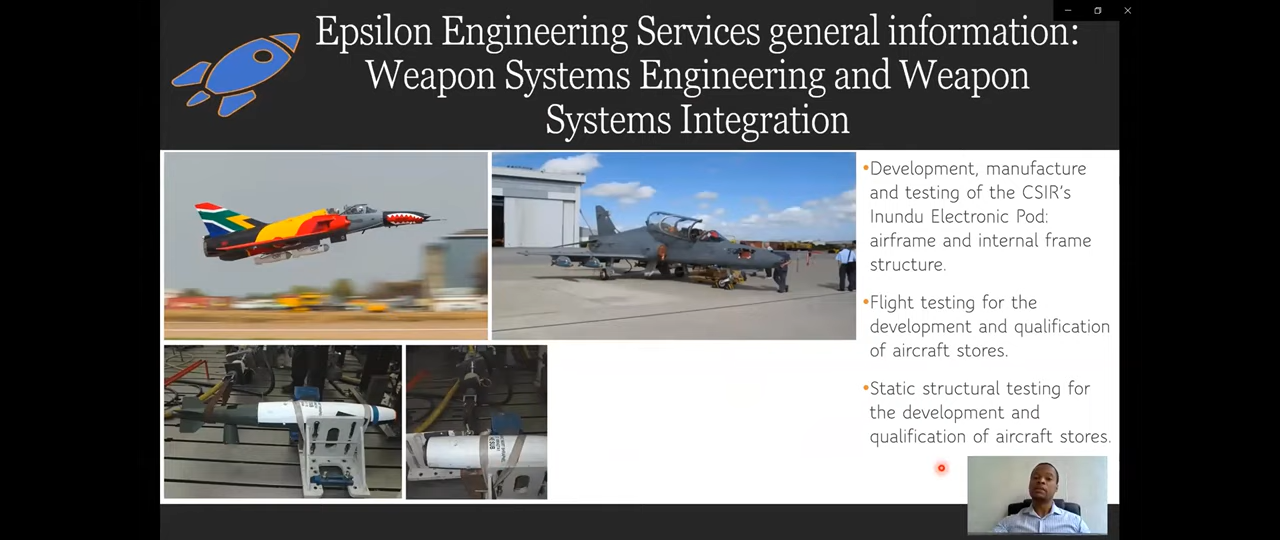 Epsilon Engineering Services general information:
Weapon Systems Engineering and Weapon
Systems Integration
•Development, manufacture
and testing of the CSIR’s
Inundu Electronic Pod:
airframe and internal frame
structure.
•Flight testing for the
development and qualification
of aircraft stores.
•Static structural testing for
the development and
qualification of aircraft stores.